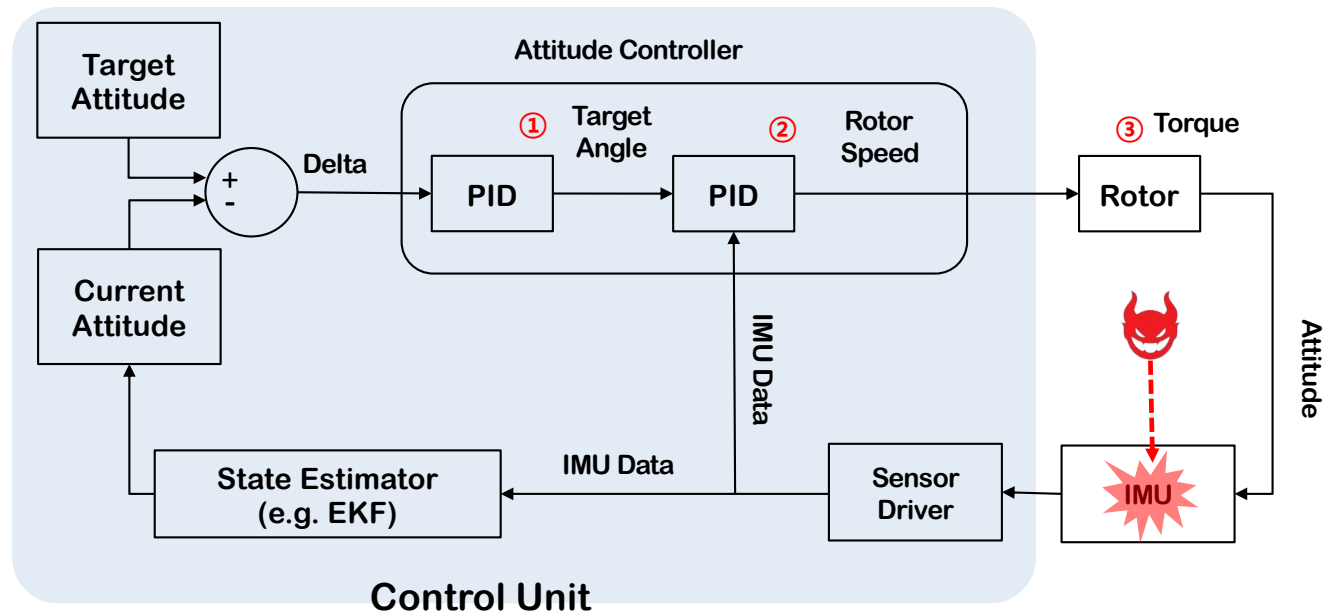 Attitude Controller
Target
Attitude
+
-
Delta
①
Target
Angle
②
Rotor
Speed
③ Torque
PID
PID
Rotor
Current
Attitude
IMU Data
Attitude
State Estimator
(e.g. EKF)
IMU Data
Sensor
Driver
IMU
Control Unit